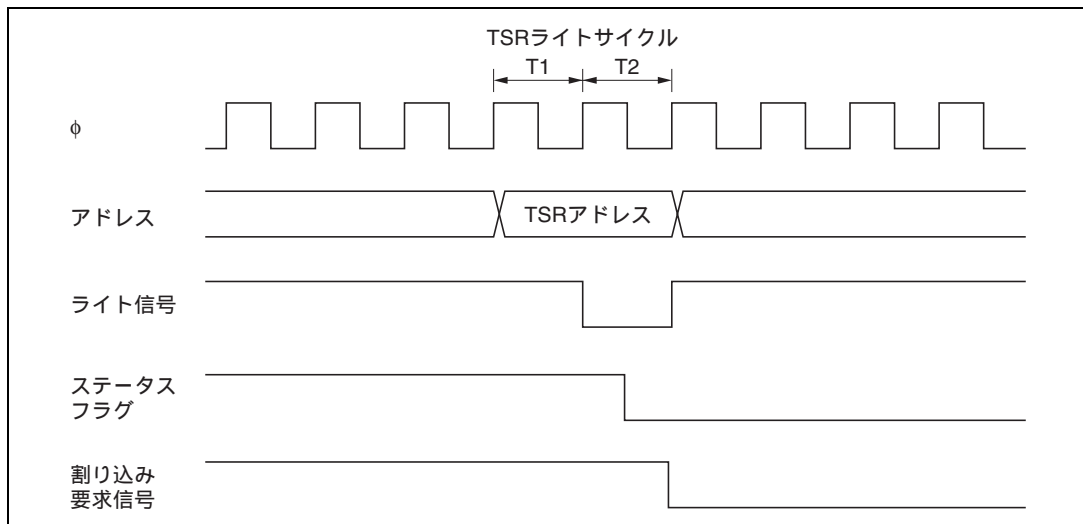 TSRライトサイクル
T1 T2
φ
アドレス
TSRアドレス
ライト信号
ステータス
フラグ
割り込み
要求信号